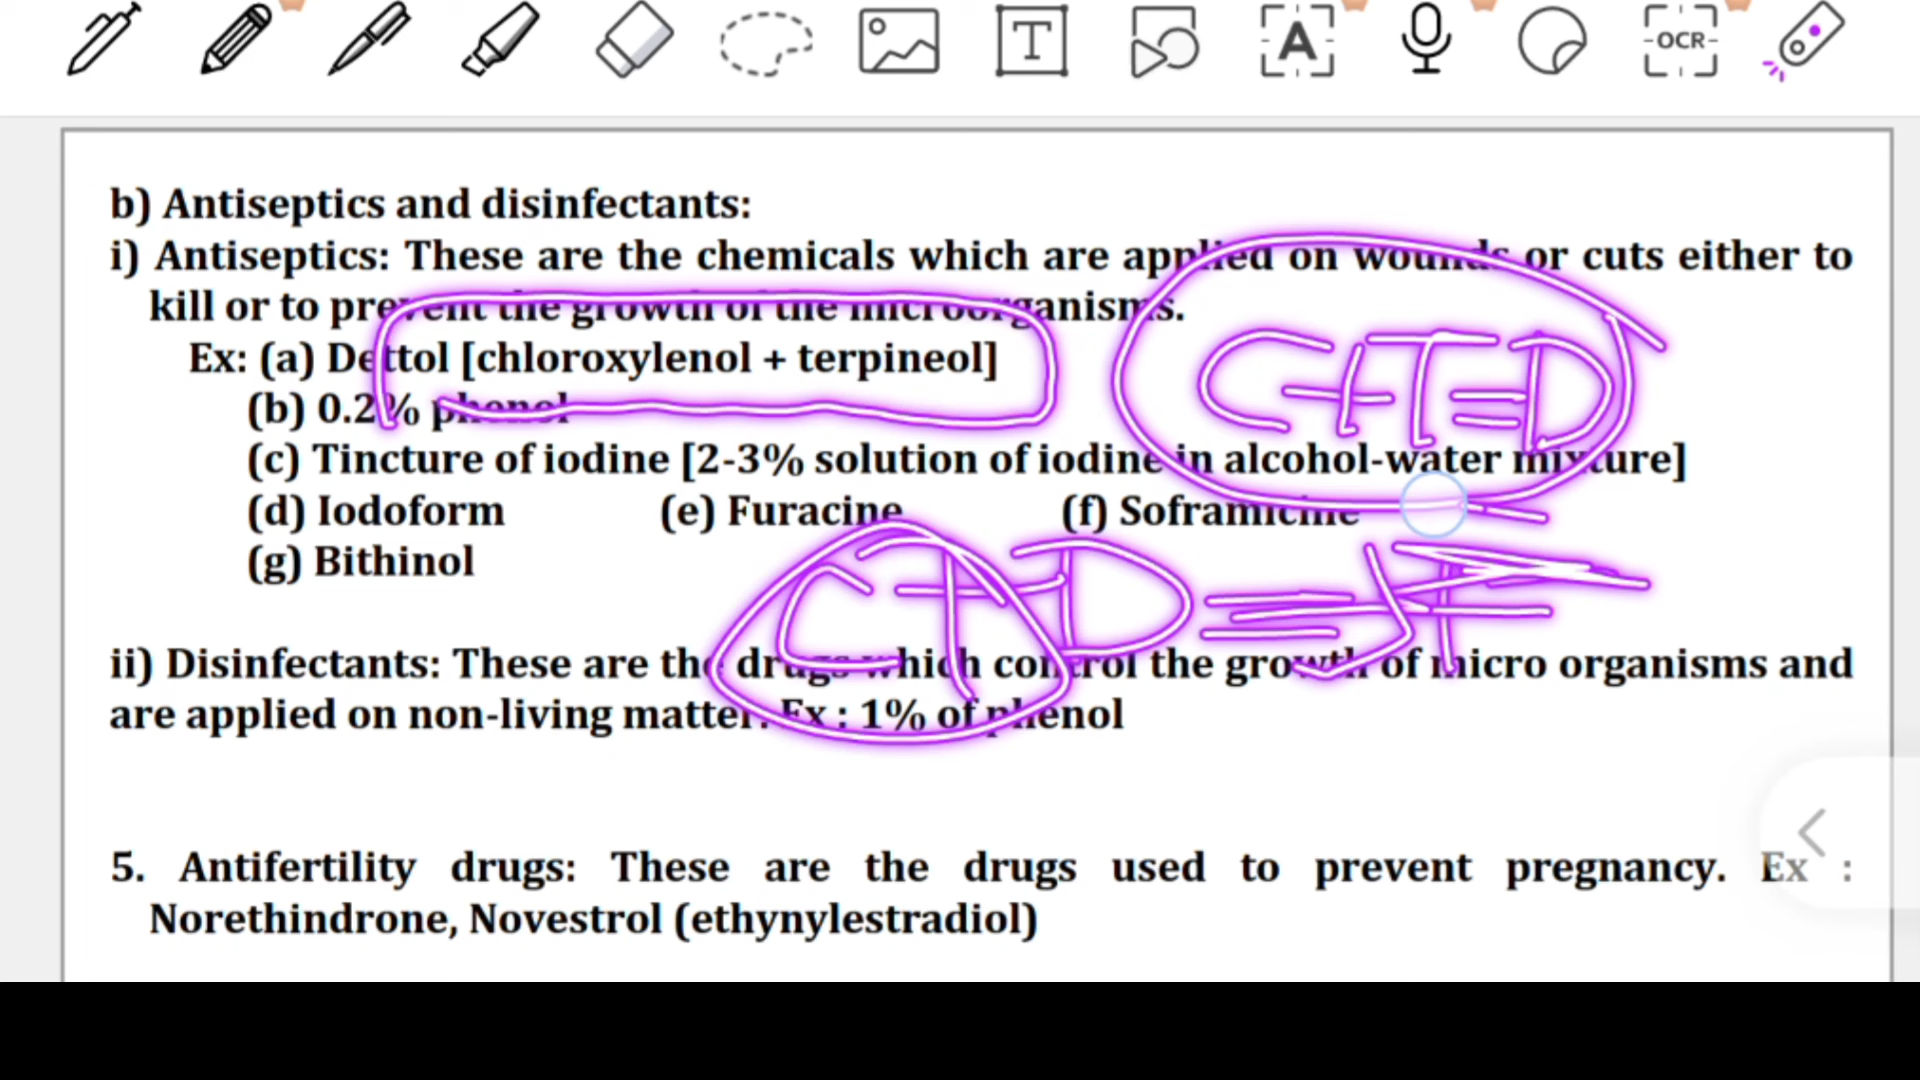 T
A
OCR
b) Antiseptics and disinfectants:
i) Antiseptics: These are the chemicals which are applied on wounds or cuts either to
kill or to prevent the growth of the microorganisms.
Ex: (a) Dettol [chloroxylenol + terpineol]
C+T=D
(b) 0.2% phenol
(c) Tincture of iodine [2-3% solution of iodine in alcohol-water mixture]
(d) Iodoform (e) Furacine (f) Soframicine
(g) Bithinol
ii) Disinfectants: These are the drugs which control the growth of micro organisms and
are applied on non-living matter. Ex : 1% of phenol
5. Antifertility drugs: These are the drugs used to prevent pregnancy. Ex :
Norethindrone, Novestrol (ethynylestradiol)